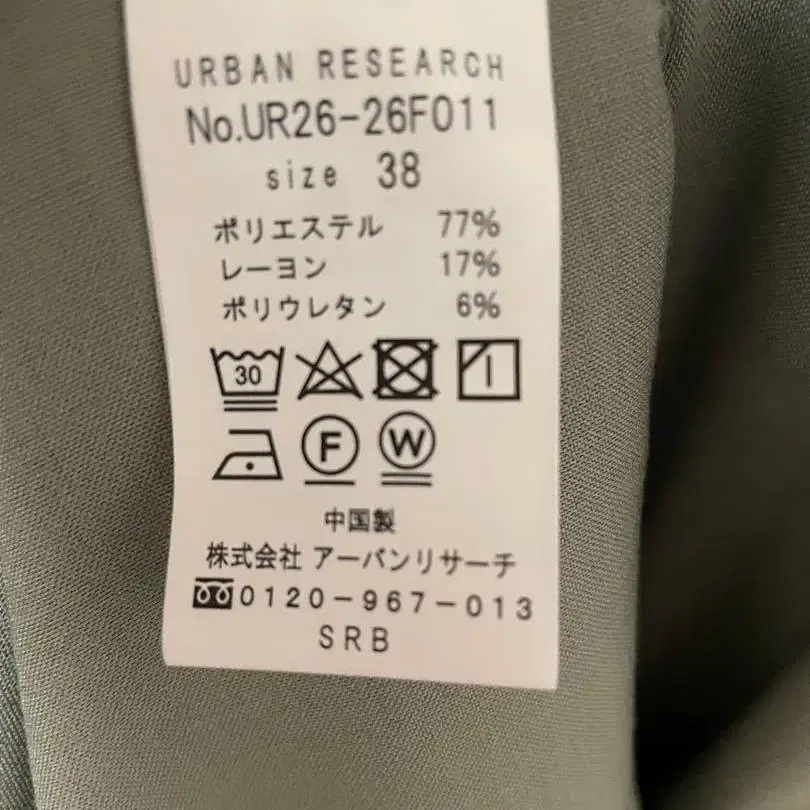 URBAN RESEARCH
No.UR26-26F011
size 38
ポリエステル 77%
レーヨン 17%
ポリウレタン 6%
30
F W
中国製
株式会社 アーバンリサーチ
0120-967-013
SRB